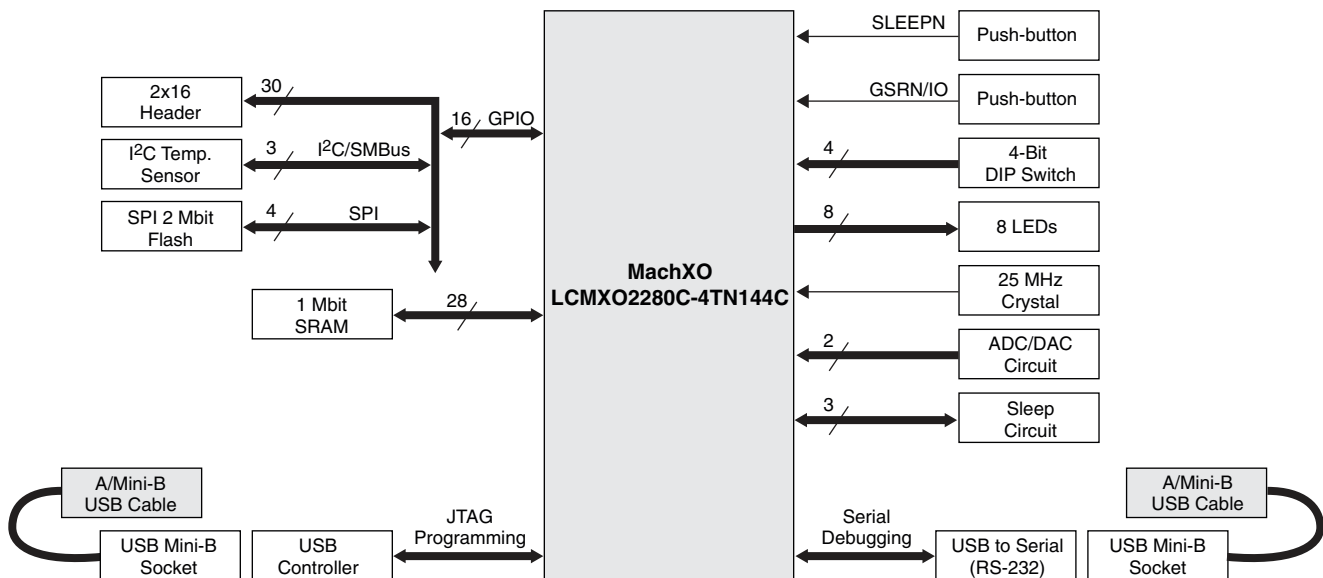 SLEEPN
Push-button
GSRN/IO
Push-button
30
2x16
Header
16 GPIO
3
I2C/SMBus
I2C Temp.
Sensor
4
4-Bit
DIP Switch
4
SPI
SPI 2 Mbit
Flash
8
8 LEDs
MachXO
LCMXO2280C-4TN144C
25 MHz
Crystal
28
1 Mbit
SRAM
2
ADC/DAC
Circuit
3
Sleep
Circuit
A/Mini-B
USB Cable
A/Mini-B
USB Cable
USB Mini-B
Socket
USB
Controller
JTAG
Programming
Serial
Debugging
USB to Serial
(RS-232)
USB Mini-B
Socket